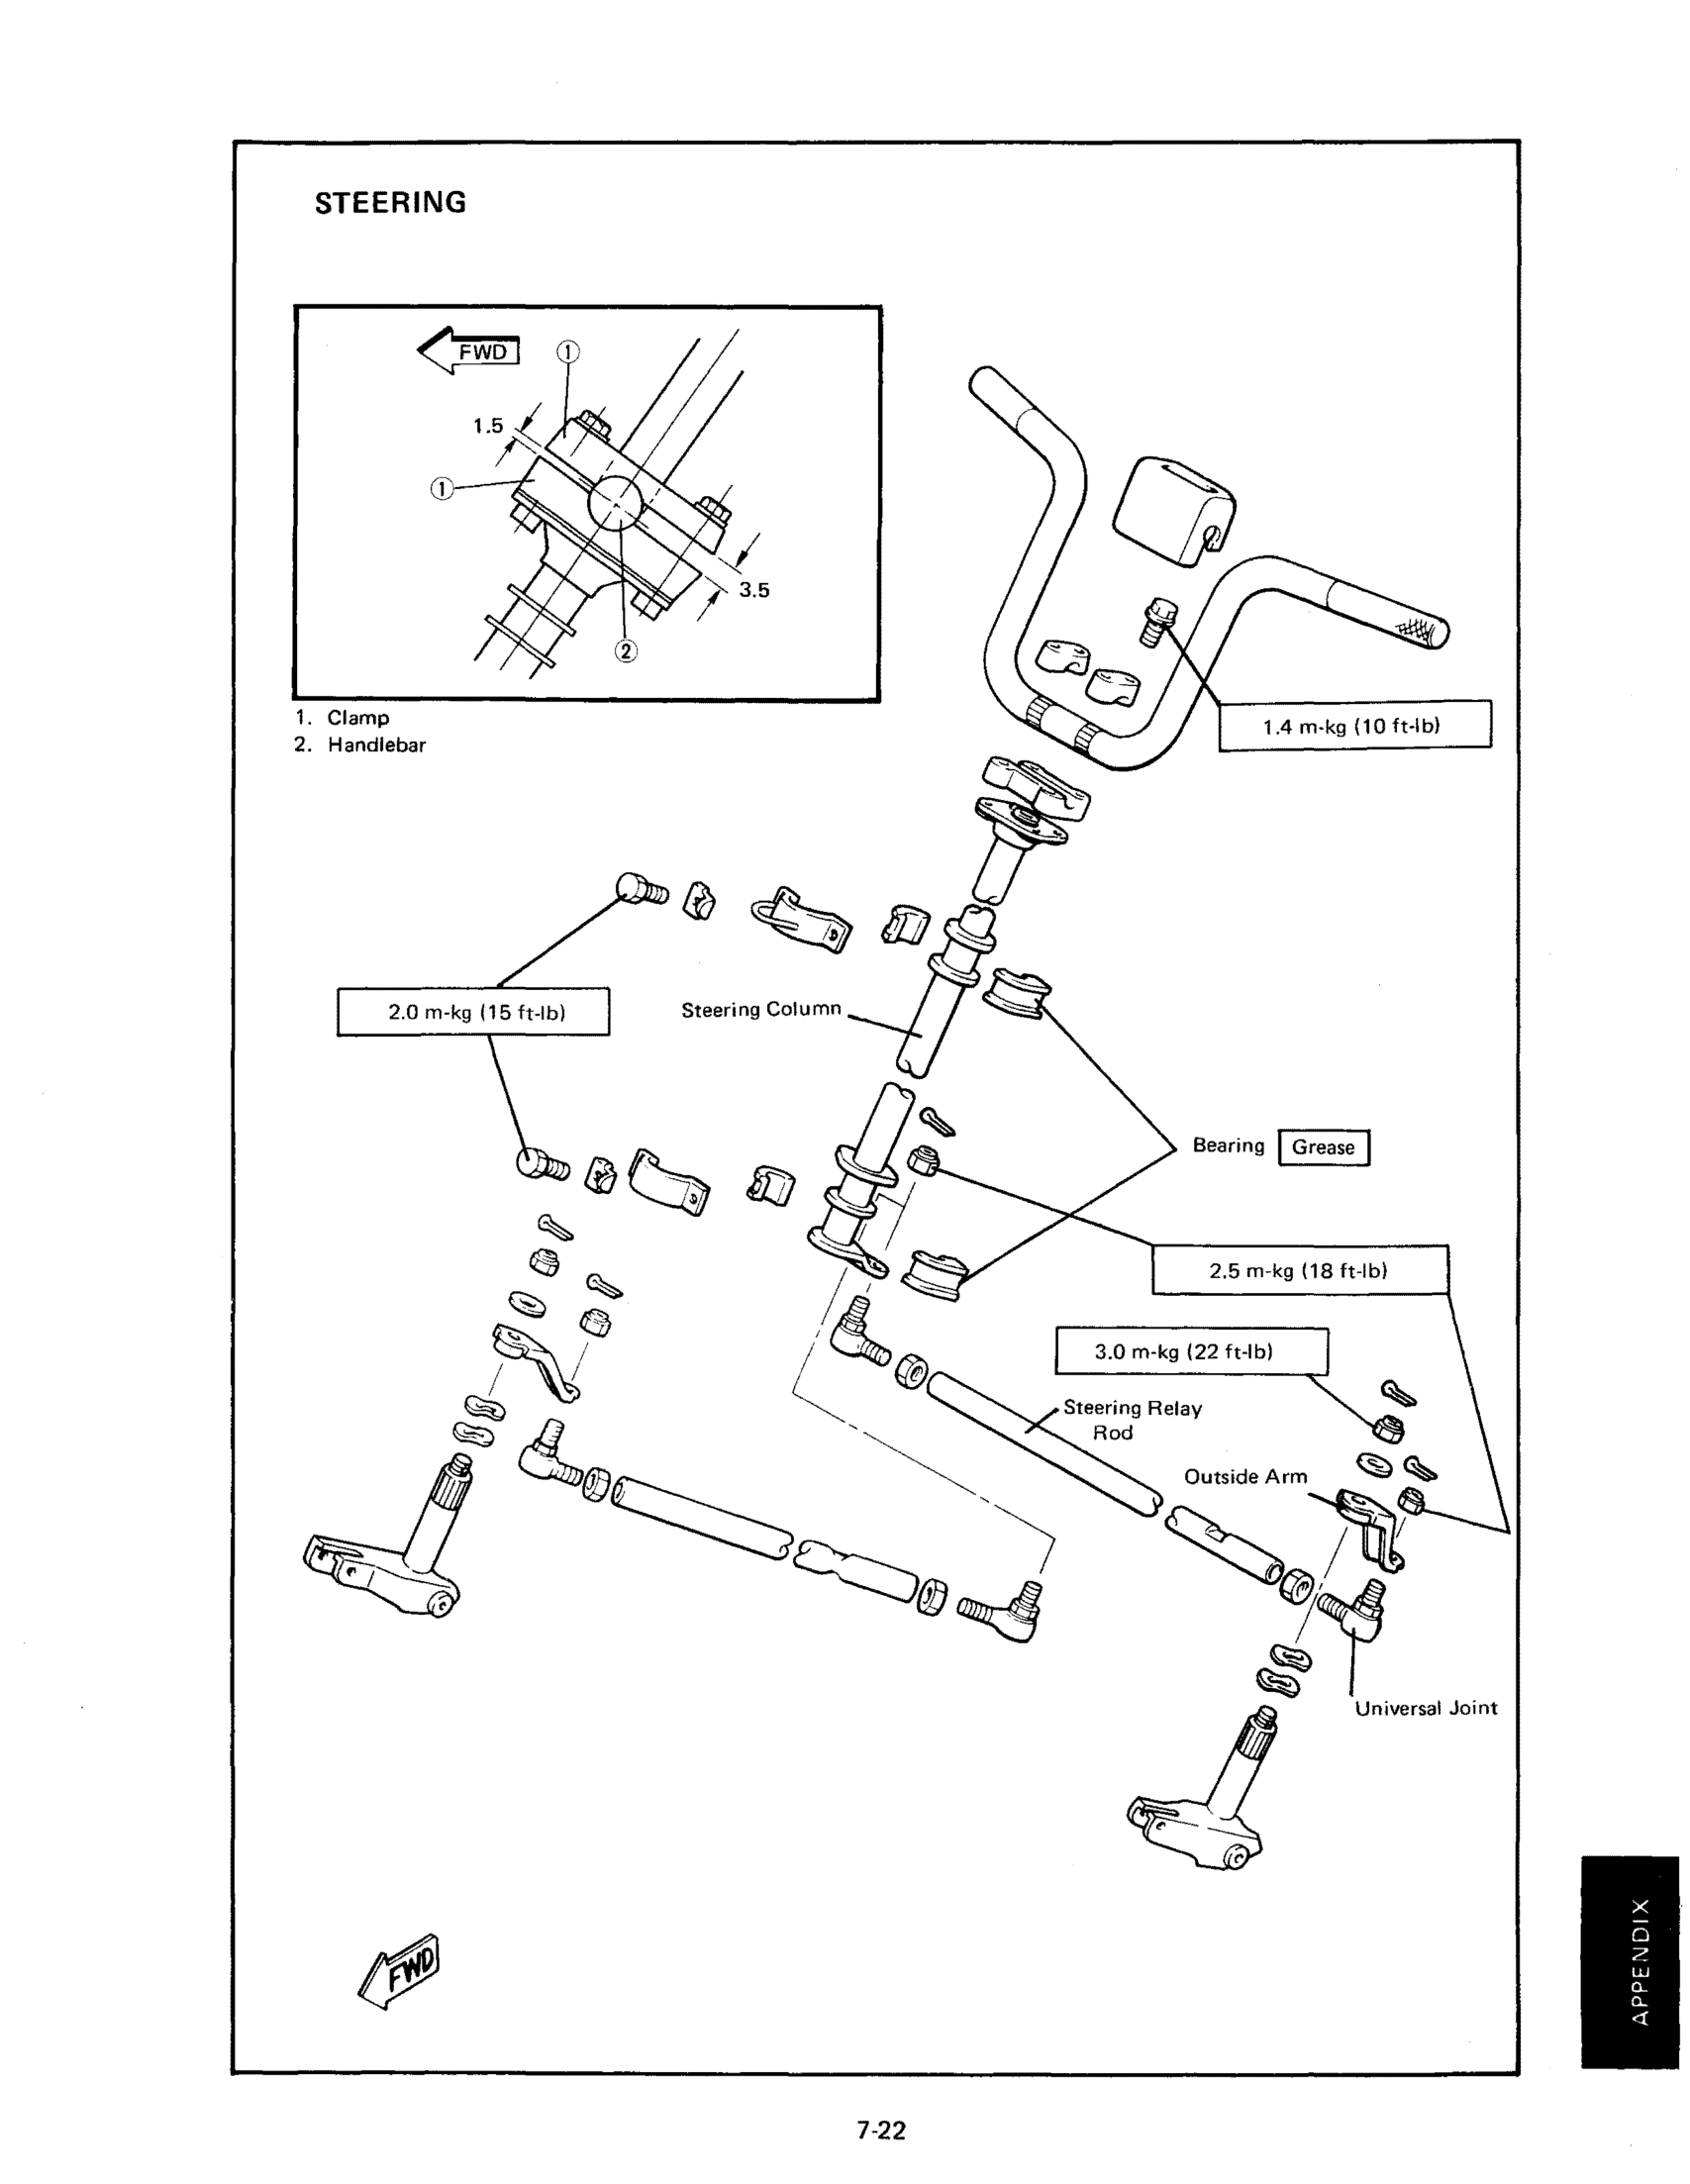 STEERING
FWD
1
1.5
1
3.5
2
1. Clamp
2. Handlebar
1.4 m-kg (10 ft-lb)
2.0 m-kg (15 ft-lb)
Steering Column
Bearing Grease
2.5 m-kg (18 ft-lb)
3.0 m-kg (22 ft-lb)
Steering Relay
Rod
Outside Arm
Universal Joint
FWD
APPENDIX
7-22